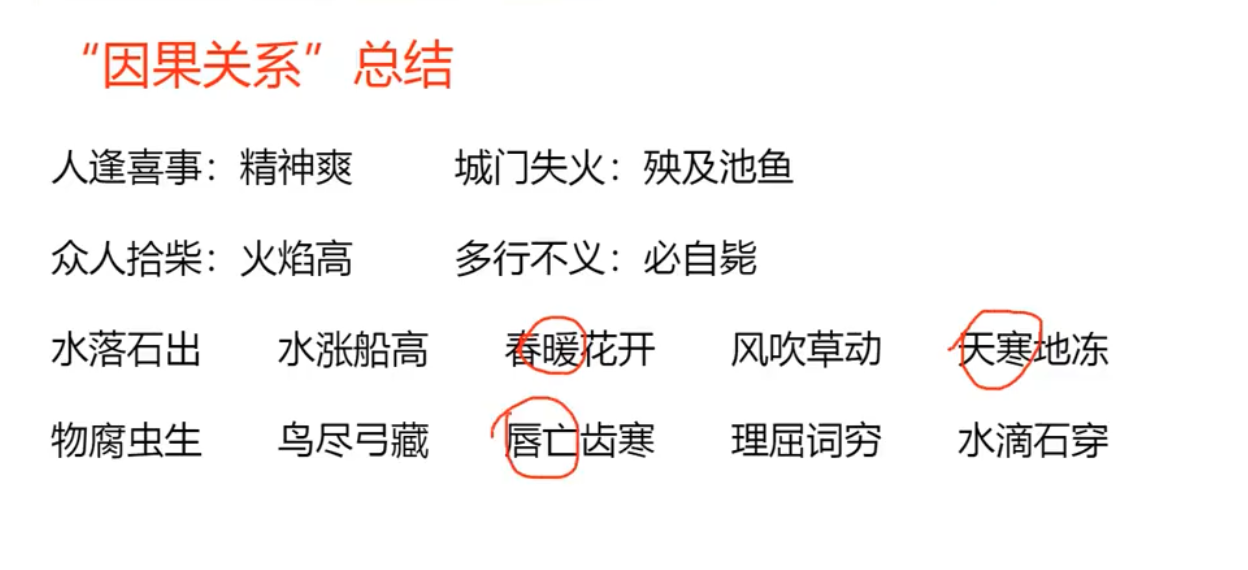 “因果关系”总结
人逢喜事：精神爽 城门失火：殃及池鱼
众人拾柴：火焰高 多行不义：必自毙
水落石出 水涨船高 春暖花开 风吹草动 天寒地冻
物腐虫生 鸟尽弓藏 唇亡齿寒 理屈词穷 水滴石穿